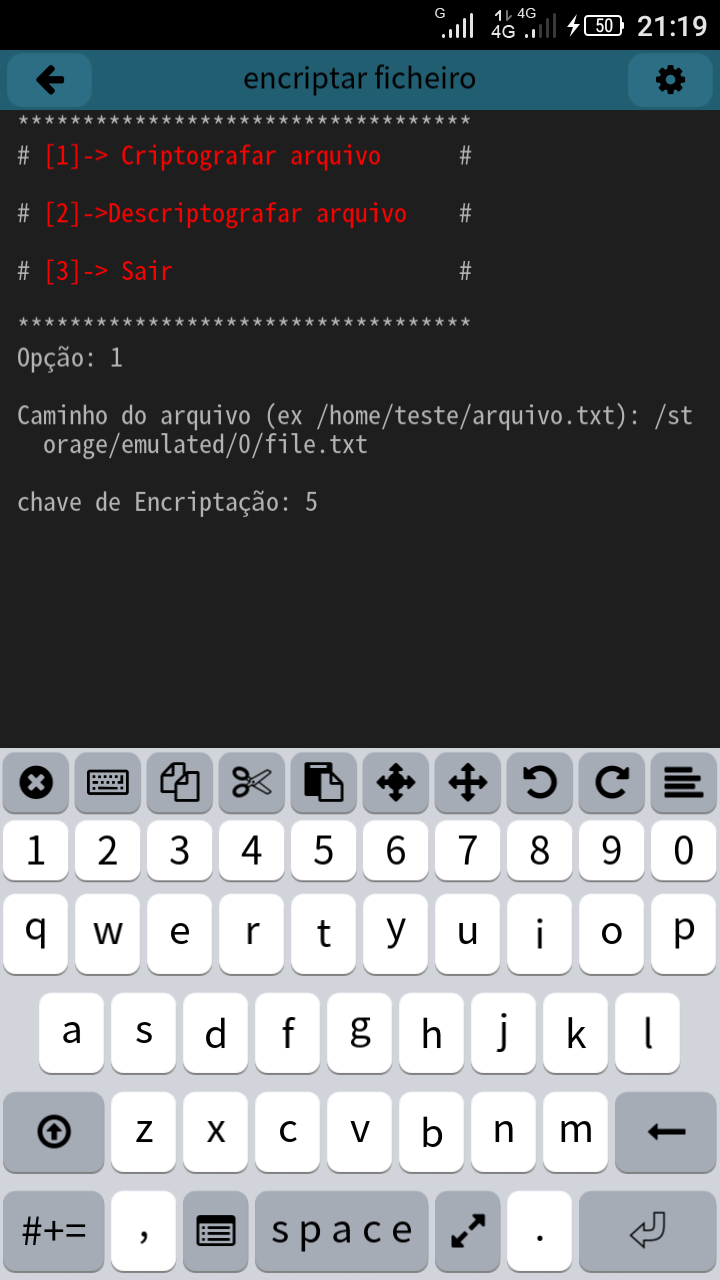 G 4G 4G 50 21:19
encriptar ficheiro
***********************************
# [1]-> Criptografar arquivo #
# [2]->Descriptografar arquivo #
# [3]-> Sair #
***********************************
Opção: 1
Caminho do arquivo (ex /home/teste/arquivo.txt): /st
orage/emulated/0/file.txt
chave de Encriptação: 5
1 2 3 4 5 6 7 8 9 0
q w e r t y u i o p
a s d f g h j k l
z x c v b n m
#+= , space .